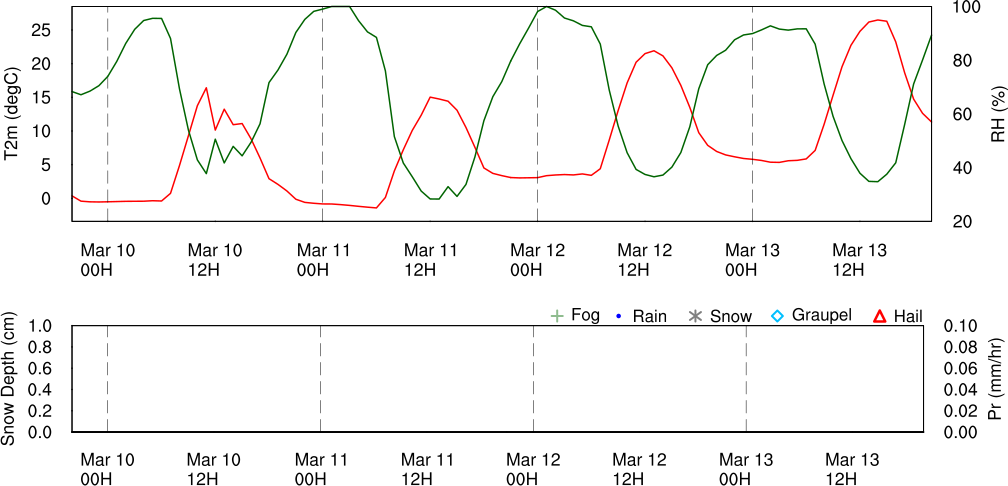 T2m (degC)
25
20
15
10
5
0
100
80
60
40
20
RH (%)
Mar 10 Mar 10 Mar 11 Mar 11 Mar 12 Mar 12 Mar 13 Mar 13
00H 12H 00H 12H 00H 12H 00H 12H
Fog Rain Snow Graupel Hail
Snow Depth (cm)
1.0
0.8
0.6
0.4
0.2
0.0
0.10
0.08
0.06
0.04
0.02
0.00
Pr (mm/hr)
Mar 10 Mar 10 Mar 11 Mar 11 Mar 12 Mar 12 Mar 13 Mar 13
00H 12H 00H 12H 00H 12H 00H 12H